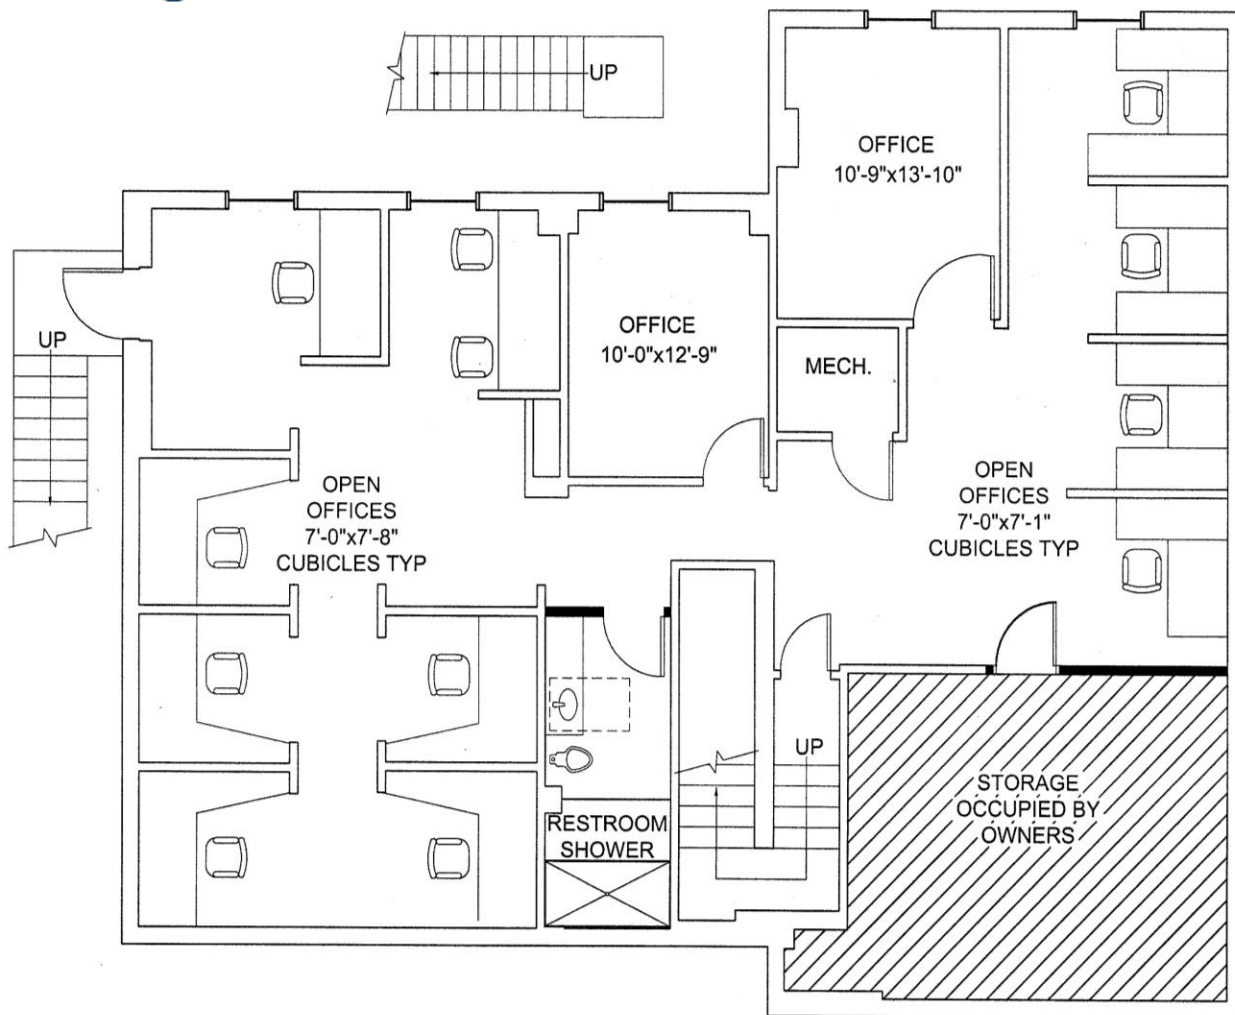 UP
OFFICE
10'-9"x13'-10"
OFFICE
10'-0"x12'-9"
MECH.
UP
OPEN
OFFICES
7'-0"x7'-8"
CUBICLES TYP
OPEN
OFFICES
7'-0"x7'-1"
CUBICLES TYP
UP
STORAGE
OCCUPIED BY
OWNERS
RESTROOM
SHOWER